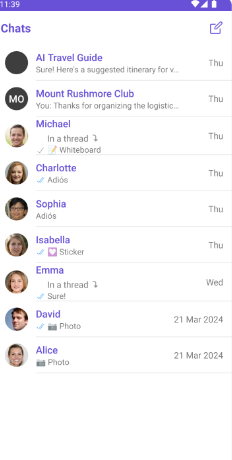 11:39
Chats
AI Travel Guide
Thu
Sure! Here's a suggested itinerary for v...
MO
Mount Rushmore Club
Thu
You: Thanks for organizing the logistic...
Michael
In a thread ⤵
Thu
✓ 📝 Whiteboard
Charlotte
Thu
Adiós
Sophia
Thu
Adiós
Isabella
Thu
Sticker
Emma
In a thread ⤵
Wed
Sure!
David
21 Mar 2024
📷 Photo
Alice
21 Mar 2024
📷 Photo